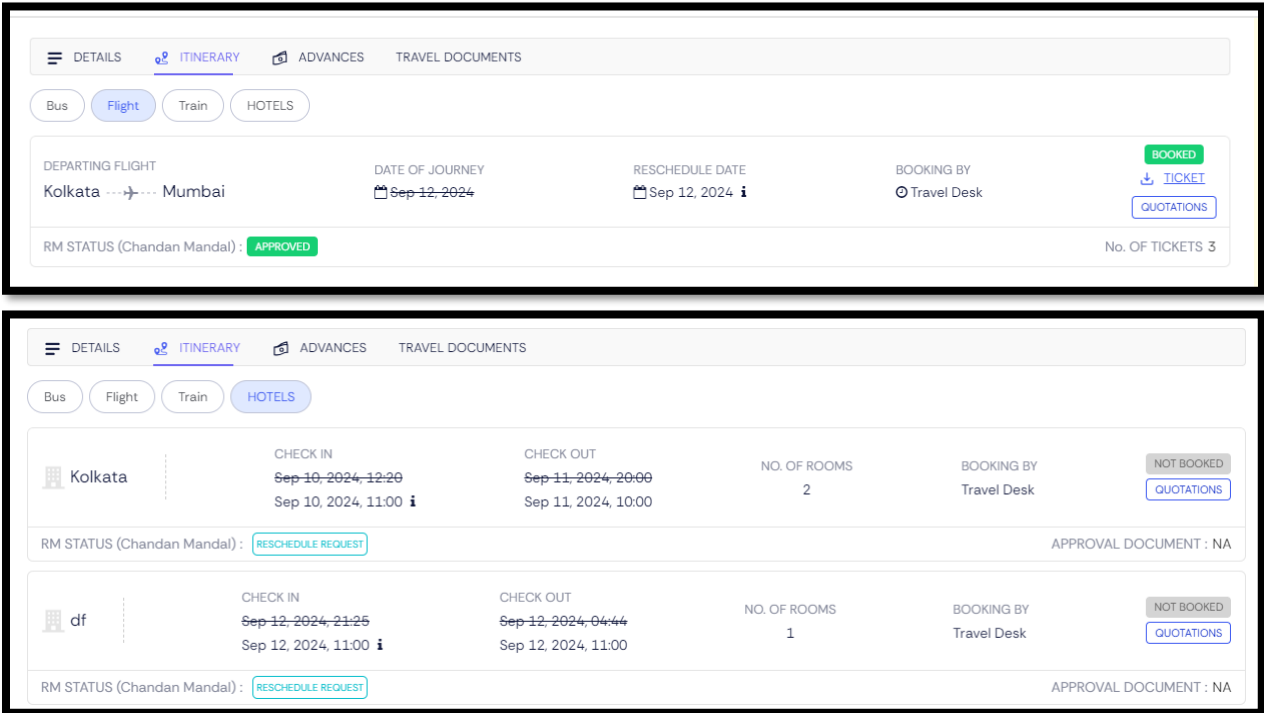 DETAILS ITINERARY ADVANCES TRAVEL DOCUMENTS
Bus Flight Train HOTELS
DEPARTING FLIGHT DATE OF JOURNEY RESCHEDULE DATE BOOKING BY BOOKED
Kolkata Mumbai Sep 12, 2024 Sep 12, 2024 i Travel Desk TICKET
QUOTATIONS
RM STATUS (Chandan Mandal) : APPROVED No. OF TICKETS 3
DETAILS ITINERARY ADVANCES TRAVEL DOCUMENTS
Bus Flight Train HOTELS
CHECK IN CHECK OUT NO. OF ROOMS BOOKING BY NOT BOOKED
Kolkata Sep 10, 2024, 12:20 Sep 11, 2024, 20:00 2 Travel Desk QUOTATIONS
Sep 10, 2024, 11:00 i Sep 11, 2024, 10:00
RM STATUS (Chandan Mandal) : RESCHEDULE REQUEST APPROVAL DOCUMENT : NA
CHECK IN CHECK OUT NO. OF ROOMS BOOKING BY NOT BOOKED
df Sep 12, 2024, 21:25 Sep 12, 2024, 04:44 1 Travel Desk QUOTATIONS
Sep 12, 2024, 11:00 i Sep 12, 2024, 11:00
RM STATUS (Chandan Mandal) : RESCHEDULE REQUEST APPROVAL DOCUMENT : NA